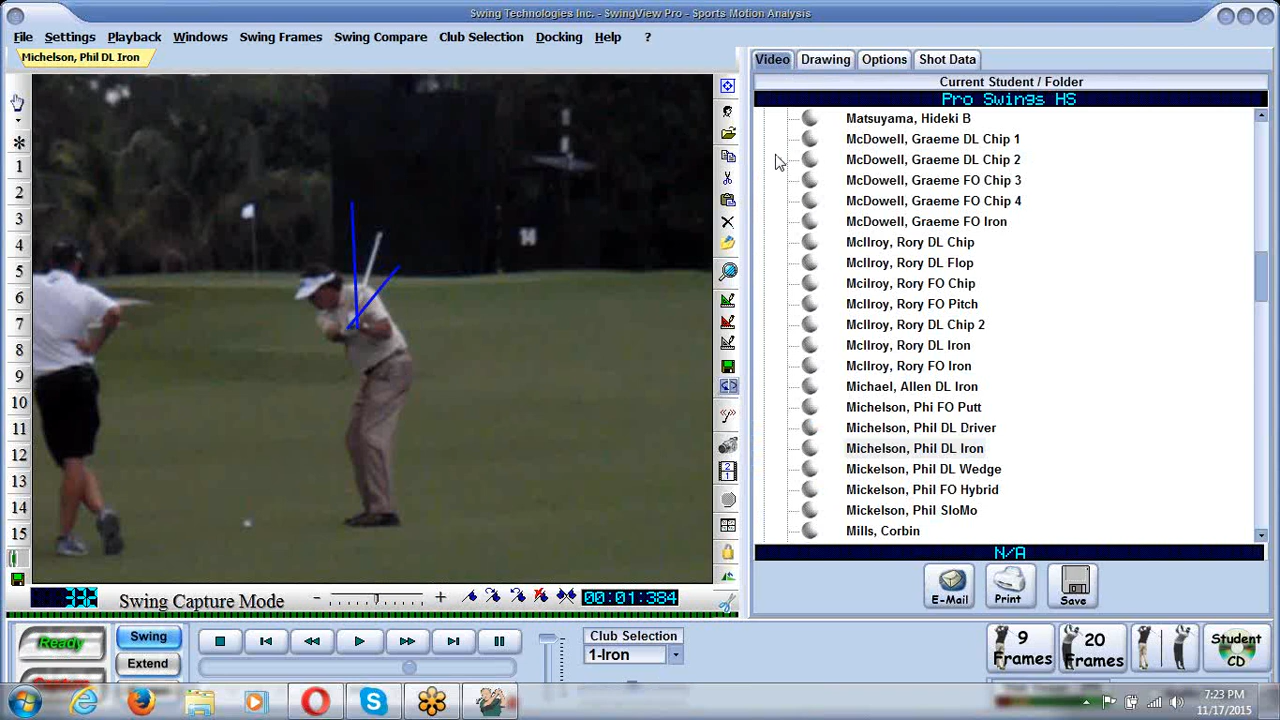 Swing Technologies Inc. - SwingView Pro - Sports Motion Analysis
File Settings Playback Windows Swing Frames Swing Compare Club Selection Docking Help ?
Michelson, Phil DL Iron
Video Drawing Options Shot Data
Current Student / Folder
Pro Swings HS
Matsuyama, Hideki B
McDowell, Graeme DL Chip 1
McDowell, Graeme DL Chip 2
McDowell, Graeme FO Chip 3
McDowell, Graeme FO Chip 4
McDowell, Graeme FO Iron
McIlroy, Rory DL Chip
McIlroy, Rory DL Flop
Mcilroy, Rory FO Chip
McIlroy, Rory FO Pitch
McIlroy, Rory DL Chip 2
McIlroy, Rory DL Iron
McIlroy, Rory FO Iron
Michael, Allen DL Iron
Michelson, Phi FO Putt
Michelson, Phil DL Driver
Michelson, Phil DL Iron
Mickelson, Phil DL Wedge
Mickelson, Phil FO Hybrid
Mickelson, Phil SloMo
Mills, Corbin
N/A
E-Mail Print Save
1
2
3
4
5
6
7
8
9
10
11
12
13
14
15
Swing Capture Mode - + 00:01:384
Ready
Swing
Extend
Club Selection
1-Iron
9 Frames
20 Frames
Student CD
7:23 PM
11/17/2015